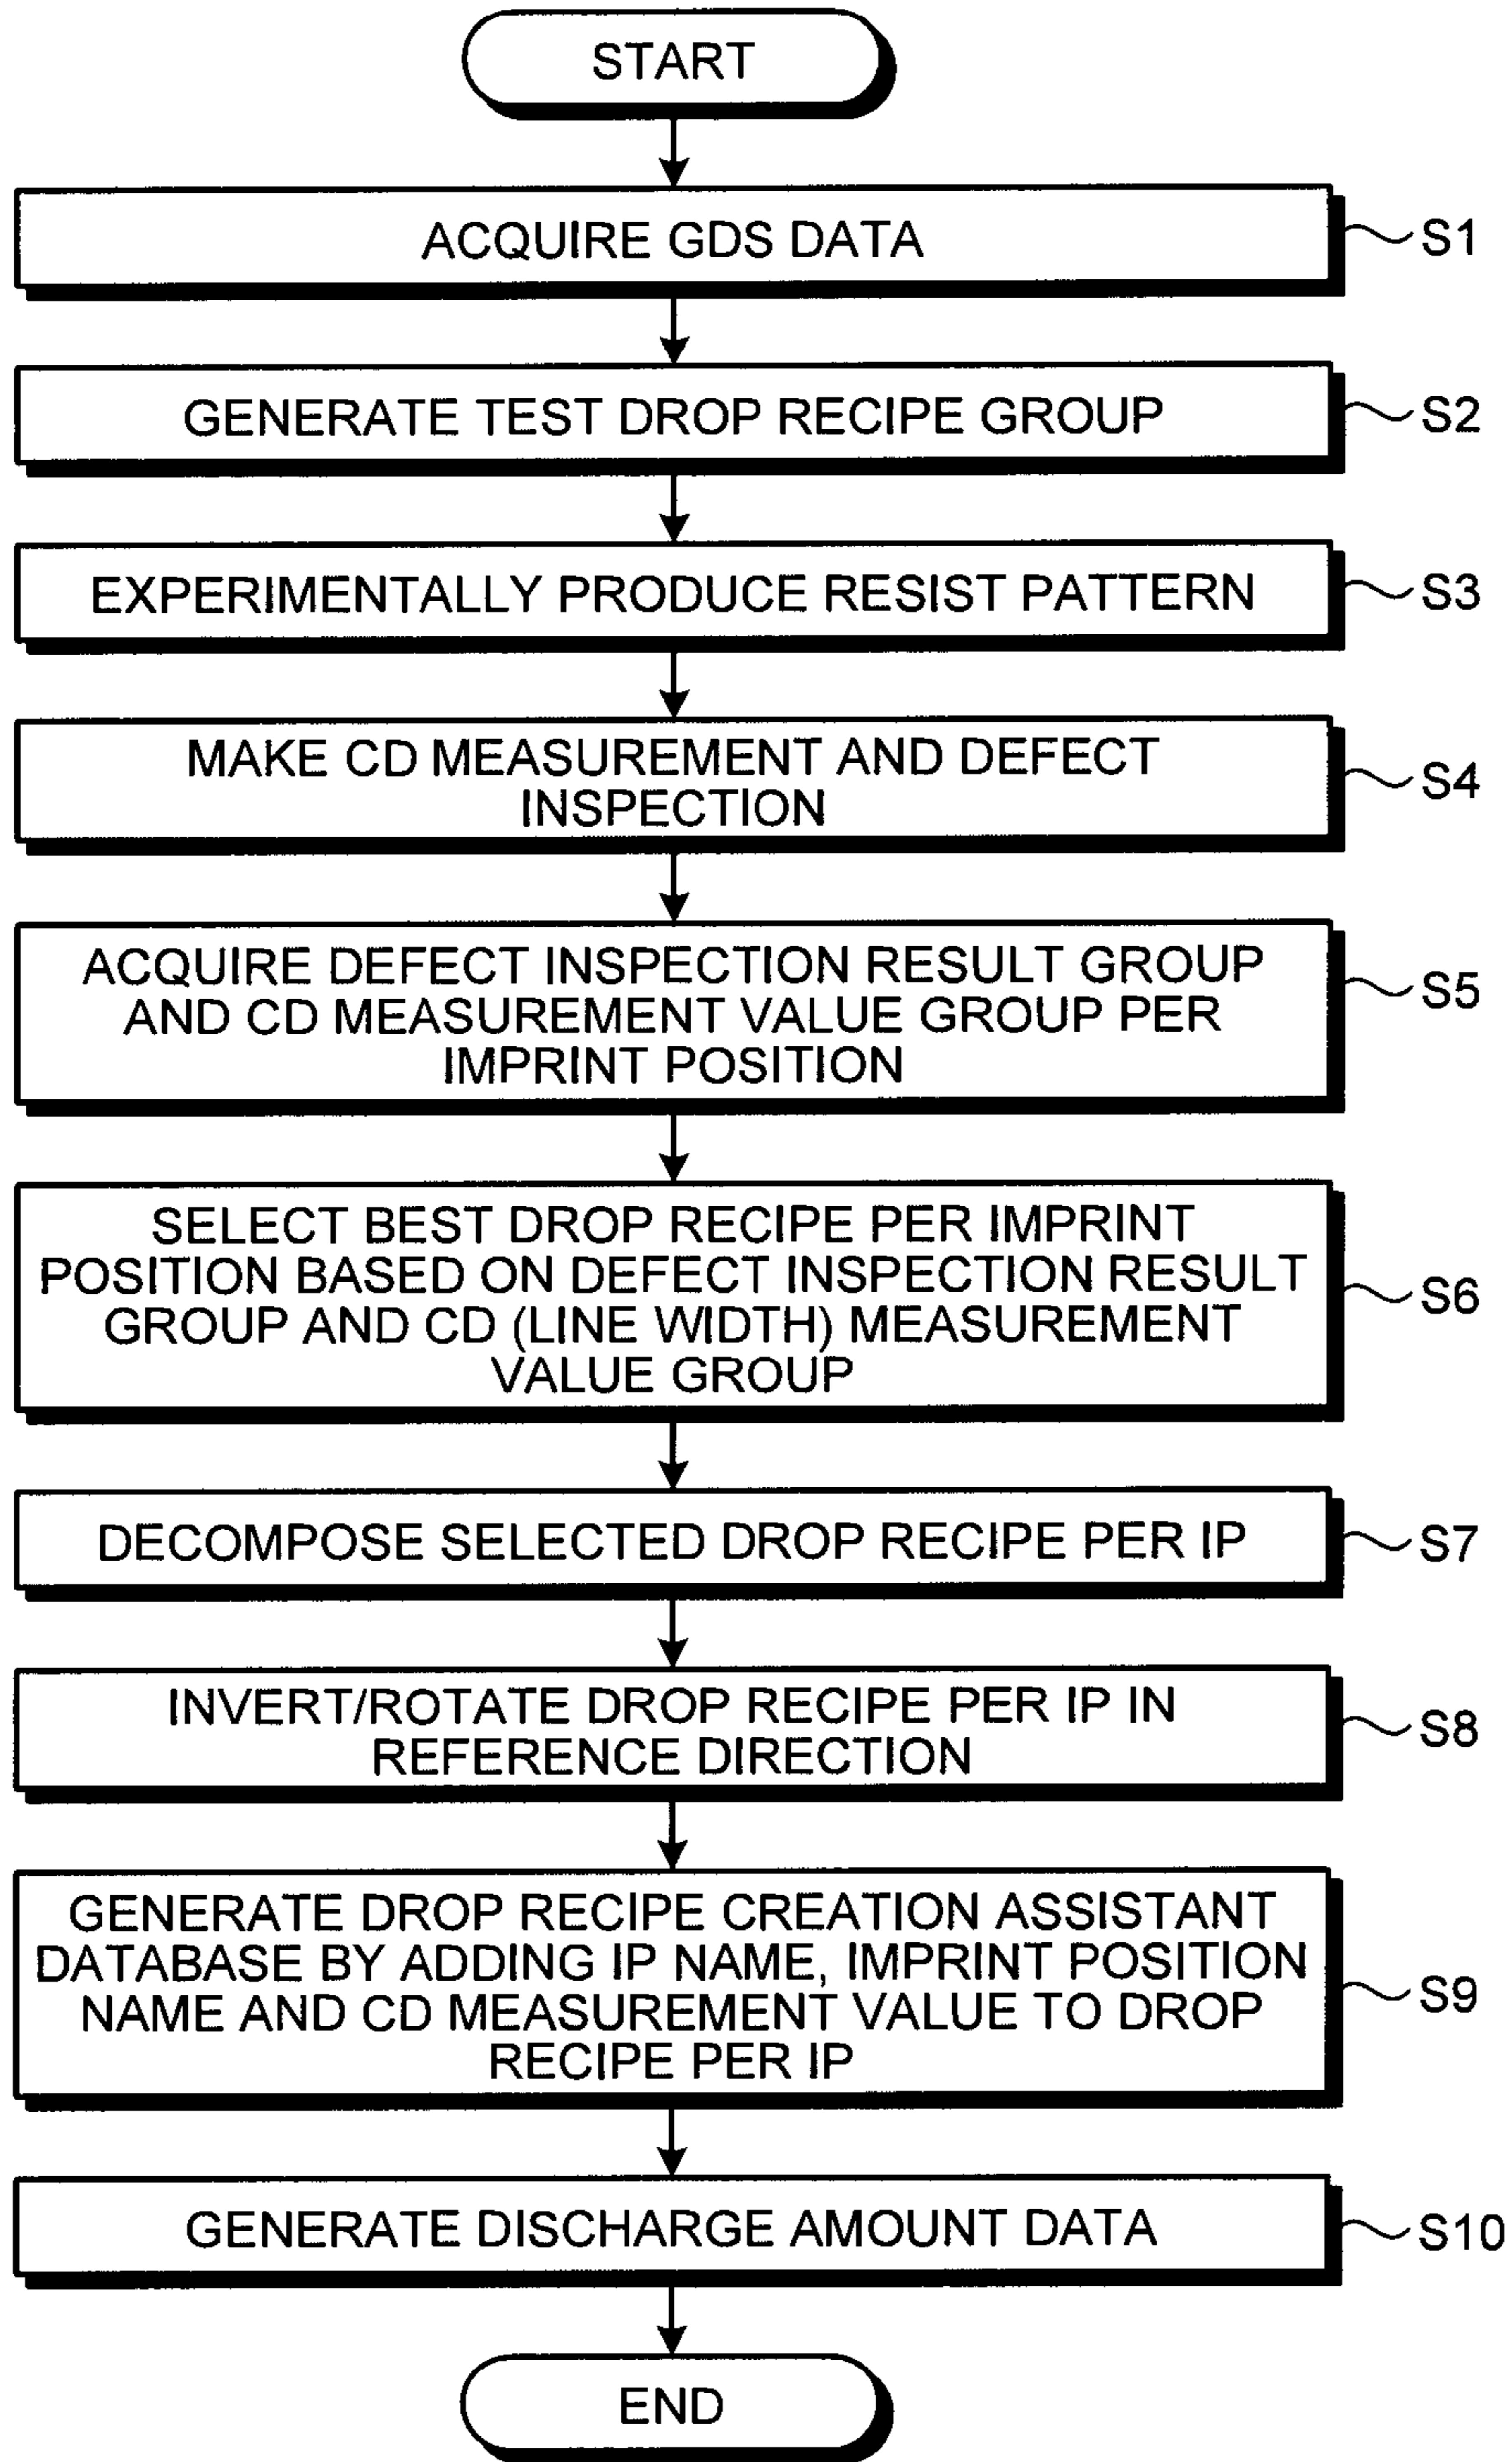 START
ACQUIRE GDS DATA
S1
GENERATE TEST DROP RECIPE GROUP
S2
EXPERIMENTALLY PRODUCE RESIST PATTERN
S3
MAKE CD MEASUREMENT AND DEFECT
INSPECTION
S4
ACQUIRE DEFECT INSPECTION RESULT GROUP
AND CD MEASUREMENT VALUE GROUP PER
IMPRINT POSITION
S5
SELECT BEST DROP RECIPE PER IMPRINT
POSITION BASED ON DEFECT INSPECTION RESULT
GROUP AND CD (LINE WIDTH) MEASUREMENT
VALUE GROUP
S6
DECOMPOSE SELECTED DROP RECIPE PER IP
S7
INVERT/ROTATE DROP RECIPE PER IP IN
REFERENCE DIRECTION
S8
GENERATE DROP RECIPE CREATION ASSISTANT
DATABASE BY ADDING IP NAME, IMPRINT POSITION
NAME AND CD MEASUREMENT VALUE TO DROP
RECIPE PER IP
S9
GENERATE DISCHARGE AMOUNT DATA
S10
END